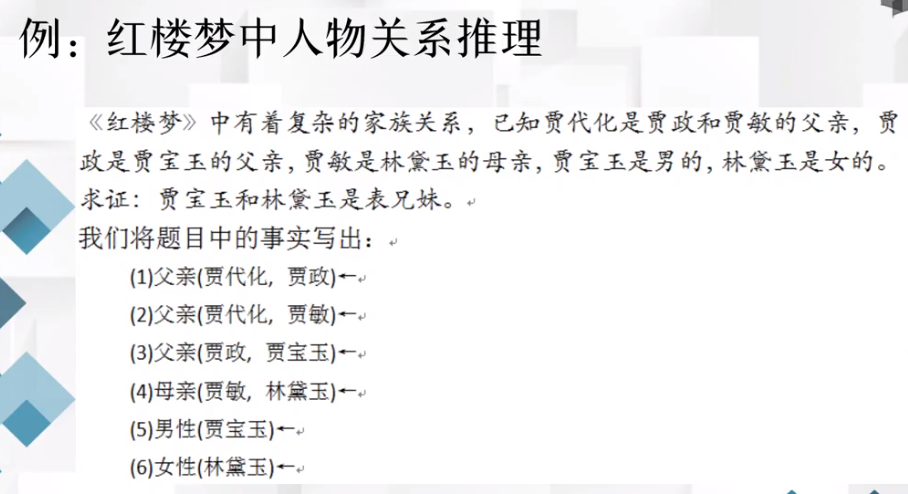 例：红楼梦中人物关系推理
《红楼梦》中有着复杂的家族关系，已知贾代化是贾政和贾敏的父亲，贾
政是贾宝玉的父亲，贾敏是林黛玉的母亲，贾宝玉是男的，林黛玉是女的。
求证：贾宝玉和林黛玉是表兄妹。↵
我们将题目中的事实写出：↵
(1)父亲(贾代化，贾政)←↵
(2)父亲(贾代化，贾敏)←↵
(3)父亲(贾政，贾宝玉)←↵
(4)母亲(贾敏，林黛玉)←↵
(5)男性(贾宝玉)←↵
(6)女性(林黛玉)←↵